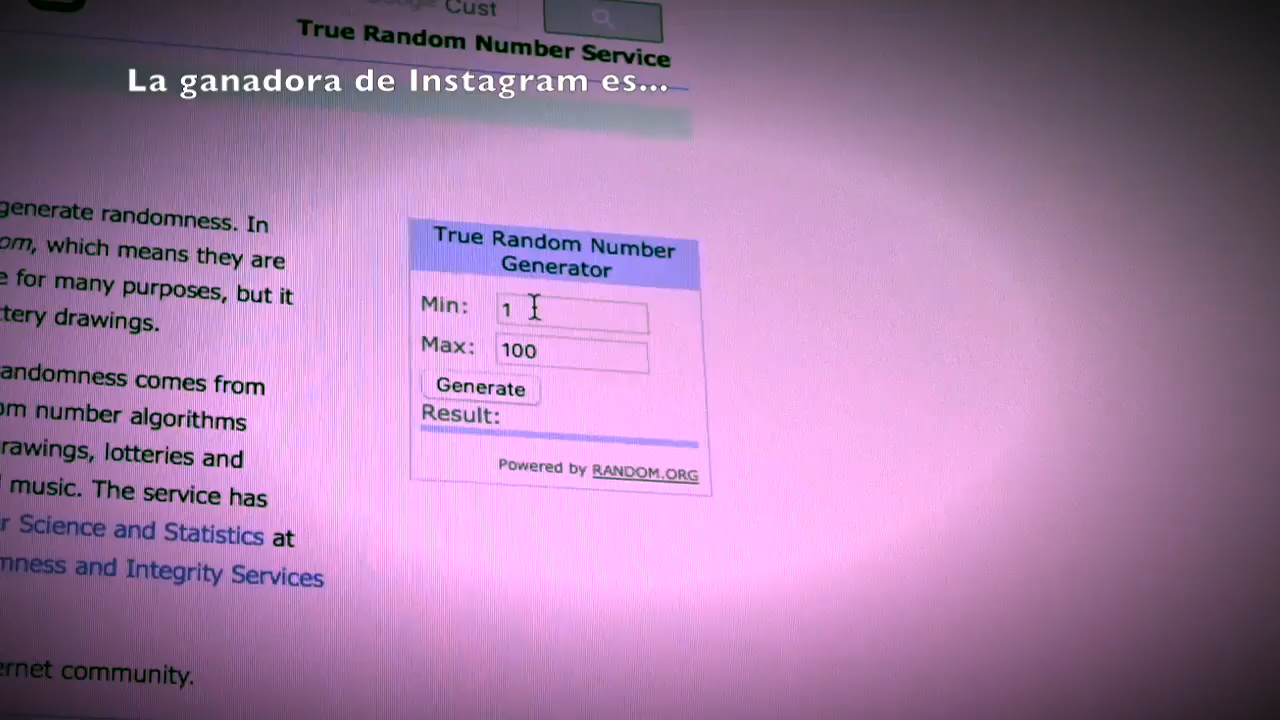 Cust
True Random Number Service
La ganadora de Instagram es...
generate randomness. In
om, which means they are
for many purposes, but it
tery drawings.
andomness comes from
om number algorithms
rawings, lotteries and
music. The service has
r Science and Statistics at
mness and Integrity Services
ernet community.
True Random Number
Generator
Min: 1
Max: 100
Generate
Result:
Powered by RANDOM.ORG